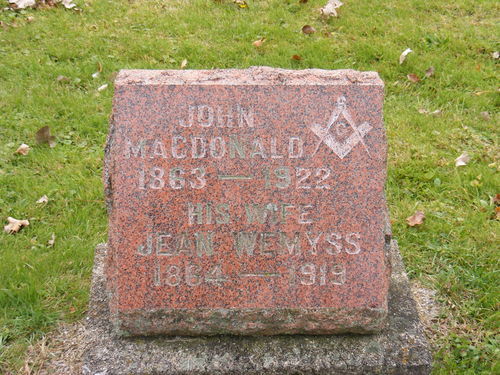 JOHN
MACDONALD
1863 — 1922
HIS WIFE
JEAN WEMYSS
1864 — 1919